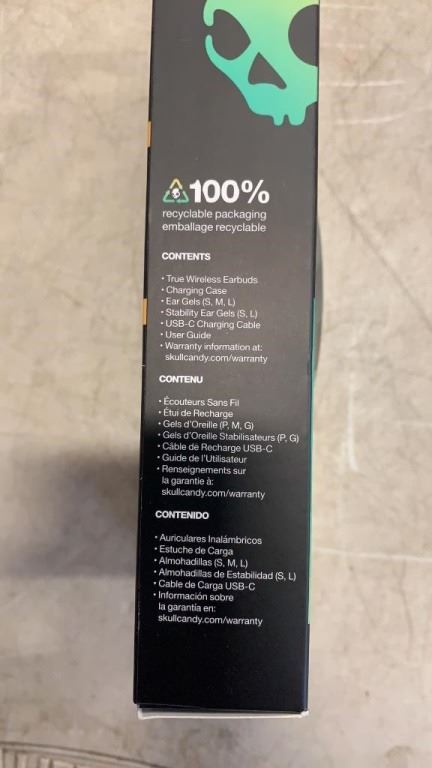 100%
recyclable packaging
emballage recyclable
CONTENTS
• True Wireless Earbuds
• Charging Case
• Ear Gels (S, M, L)
• Stability Ear Gels (S, L)
• USB-C Charging Cable
• User Guide
• Warranty information at:
skullcandy.com/warranty
CONTENU
• Écouteurs Sans Fil
• Étui de Recharge
• Gels d'Oreille (P, M, G)
• Gels d'Oreille Stabilisateurs (P, G)
• Câble de Recharge USB-C
• Guide de l'Utilisateur
• Renseignements sur
la garantie à:
skullcandy.com/warranty
CONTENIDO
• Auriculares Inalámbricos
• Estuche de Carga
• Almohadillas (S, M, L)
• Almohadillas de Estabilidad (S, L)
• Cable de Carga USB-C
• Información sobre
la garantía en:
skullcandy.com/warranty